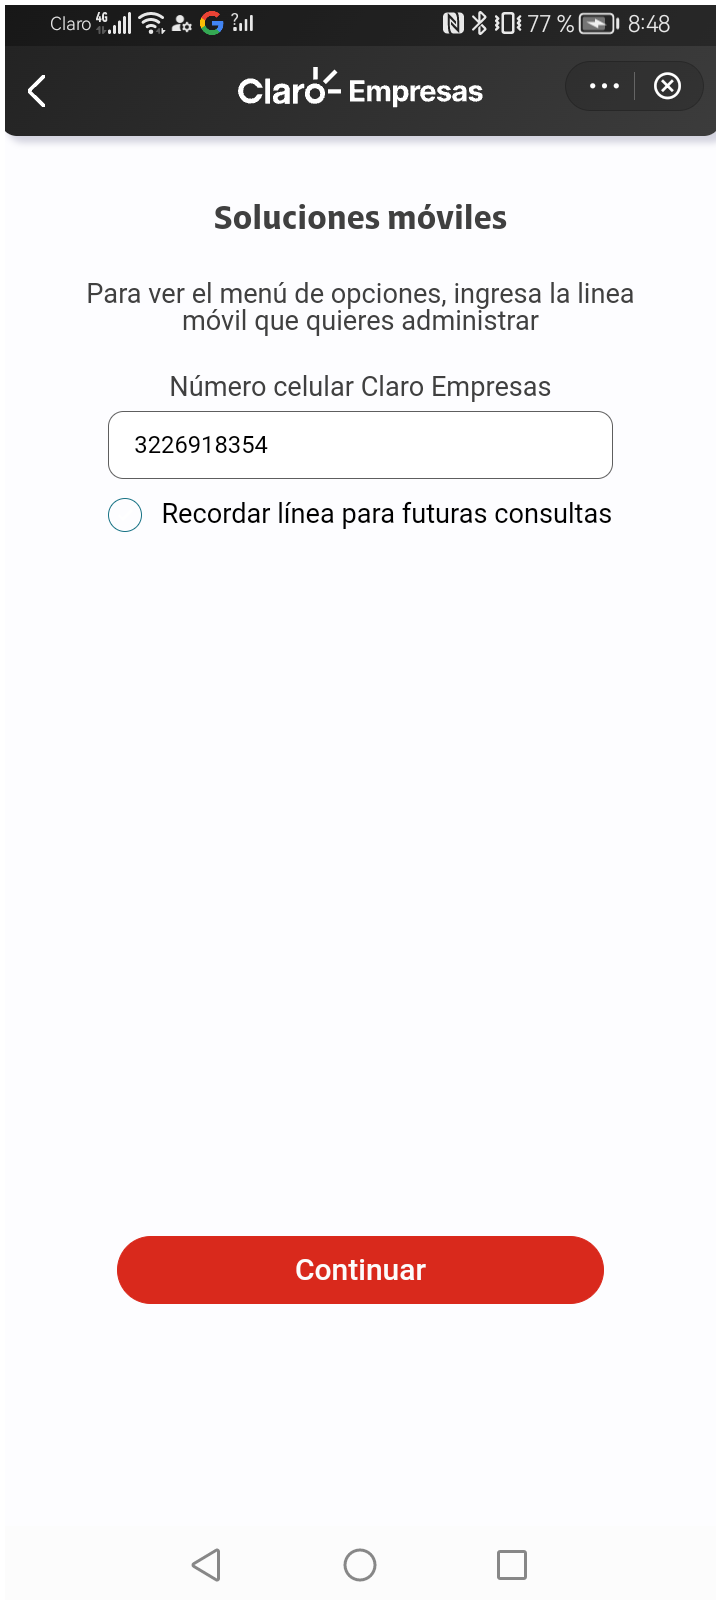 Claro 4G ? 77 % 8:48
Claro Empresas
Soluciones móviles
Para ver el menú de opciones, ingresa la linea
móvil que quieres administrar
Número celular Claro Empresas
3226918354
Recordar línea para futuras consultas
Continuar